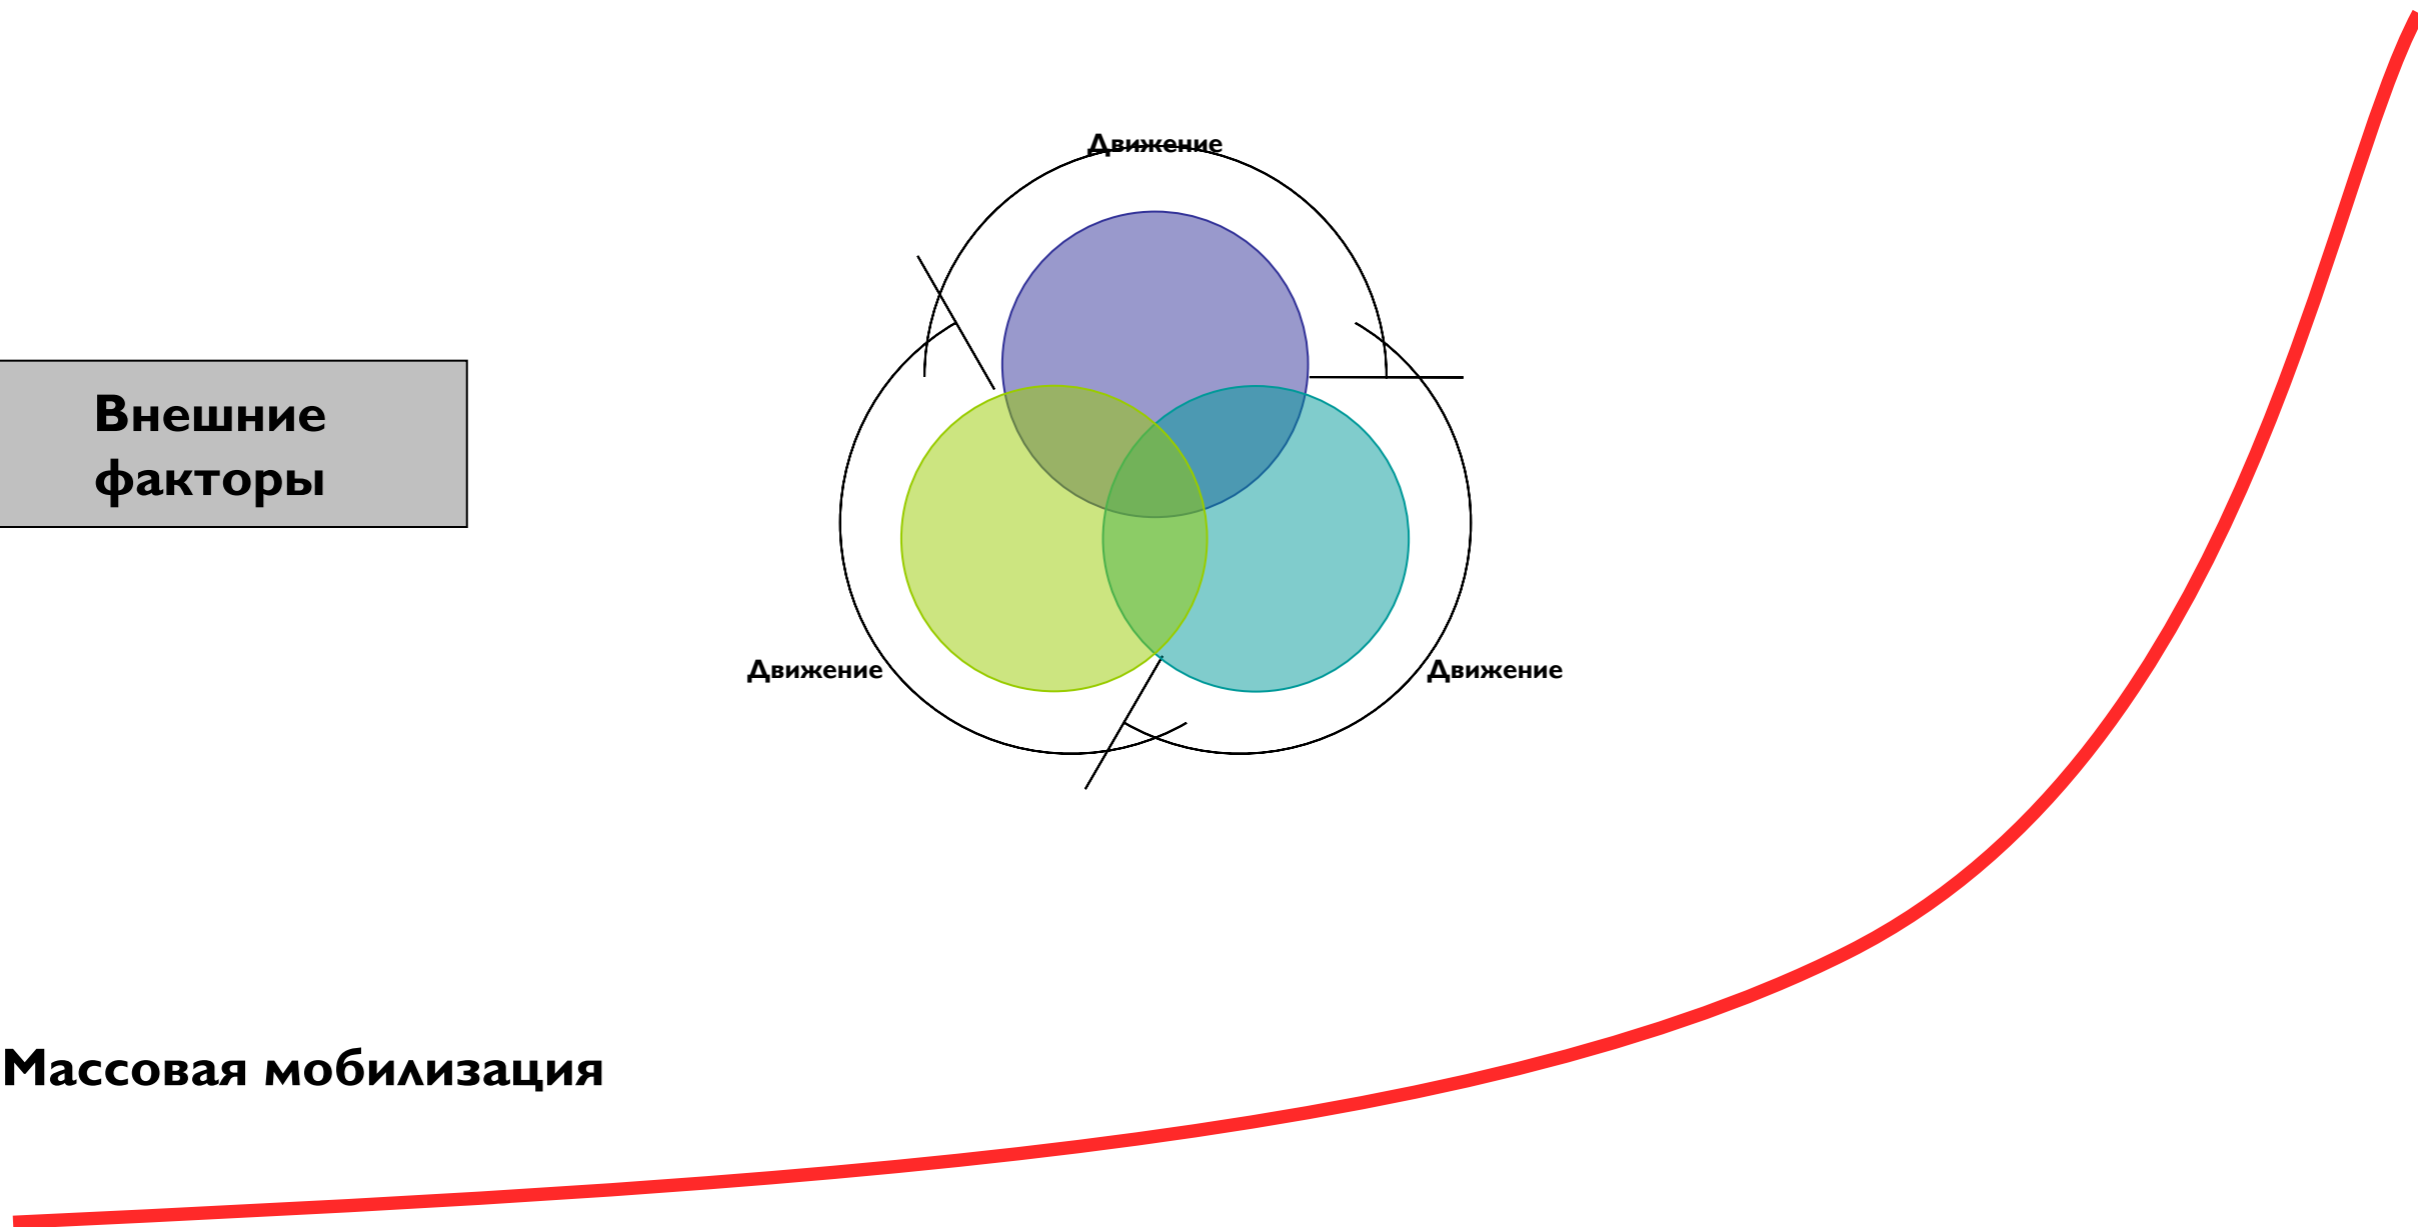 Движение
Внешние
факторы
Движение
Движение
Массовая мобилизация